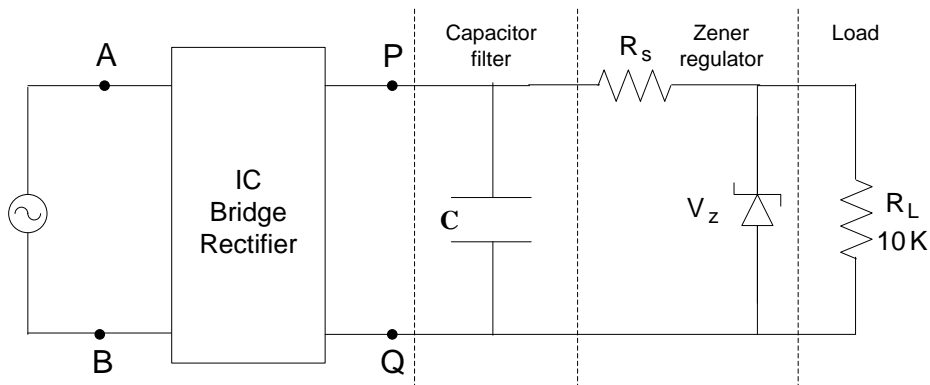 A
B
IC
Bridge
Rectifier
P
Q
Capacitor
filter
C
R s
Zener
regulator
V z
Load
R L
10 K